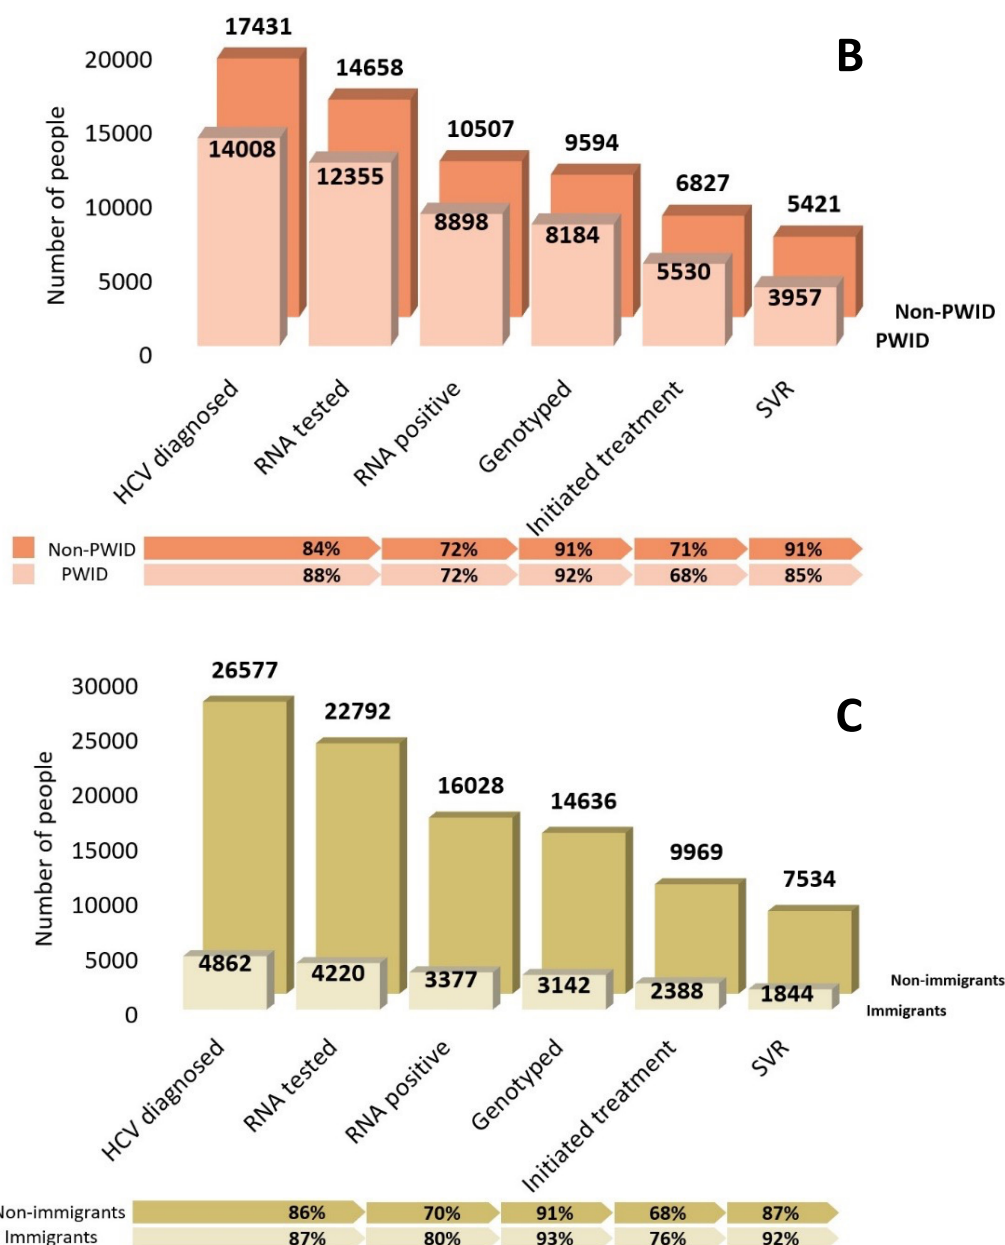 B
Number of people
20000
15000
10000
5000
0
17431
14658
10507
9594
6827
5421
14008
12355
8898
8184
5530
3957
Non-PWID
PWID
HCV diagnosed
RNA tested
RNA positive
Genotyped
Initiated treatment
SVR
Non-PWID 84% 72% 91% 71% 91%
PWID 88% 72% 92% 68% 85%
C
Number of people
30000
25000
20000
15000
10000
5000
0
26577
22792
16028
14636
9969
7534
4862
4220
3377
3142
2388
1844
Non-immigrants
Immigrants
HCV diagnosed
RNA tested
RNA positive
Genotyped
Initiated treatment
SVR
Non-immigrants 86% 70% 91% 68% 87%
Immigrants 87% 80% 93% 76% 92%